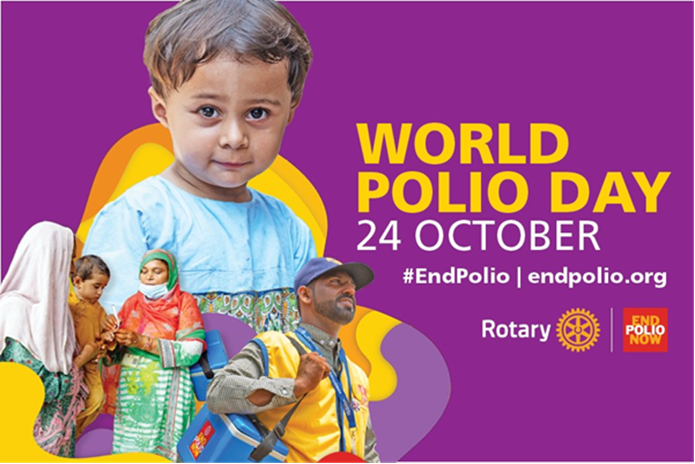 WORLD
POLIO DAY
24 OCTOBER
#EndPolio | endpolio.org
Rotary
END
POLIO
NOW